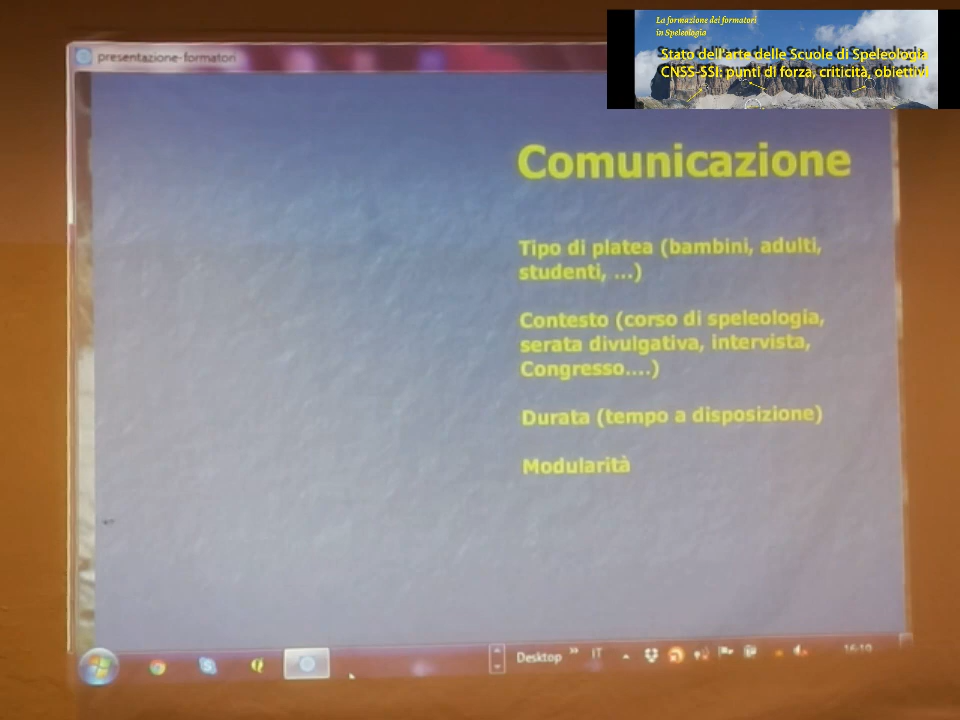 La formazione dei formatori
in Speleologia
Stato dell'arte delle Scuole di Speleologia
CNSS-SSI: punti di forza, criticità, obiettivi
presentazione-formatori
Comunicazione
Tipo di platea (bambini, adulti,
studenti, ...)
Contesto (corso di speleologia,
serata divulgativa, intervista,
Congresso....)
Durata (tempo a disposizione)
Modularità
Desktop
IT
16:19